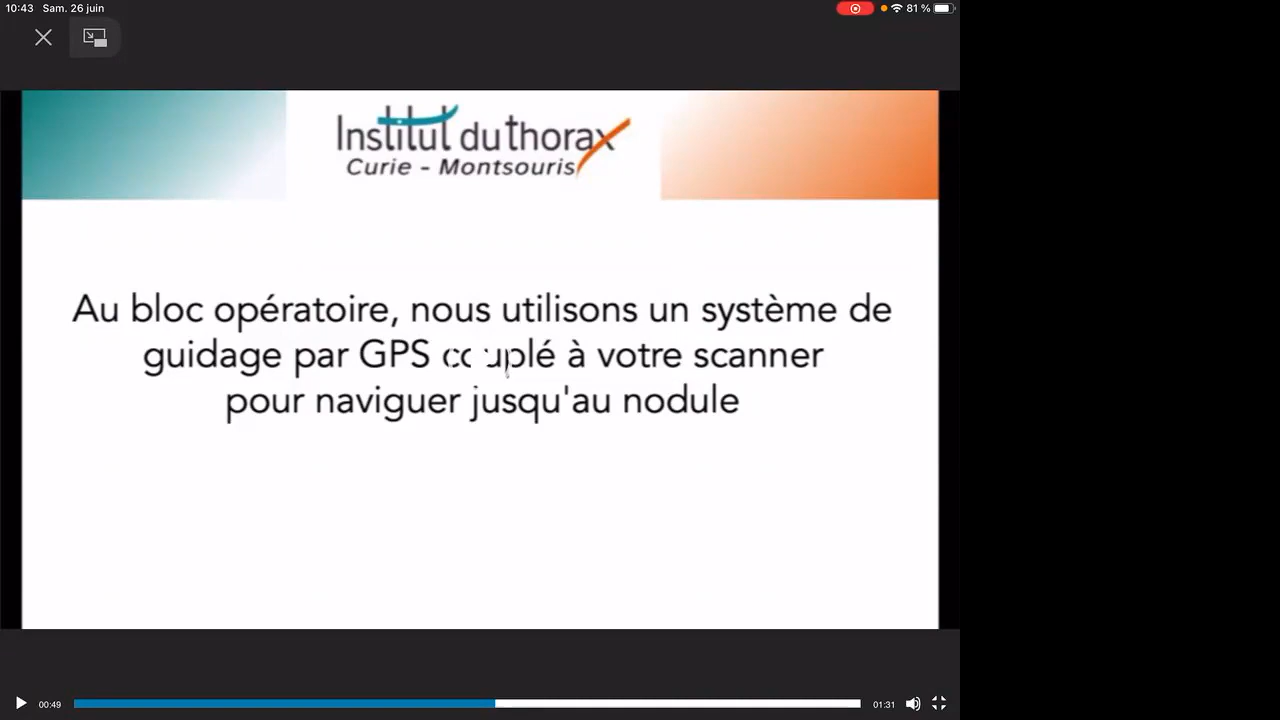 10:43 Sam. 26 juin 81 %
Institut du thorax
Curie - Montsouris
Au bloc opératoire, nous utilisons un système de
guidage par GPS couplé à votre scanner
pour naviguer jusqu'au nodule
00:49 01:31